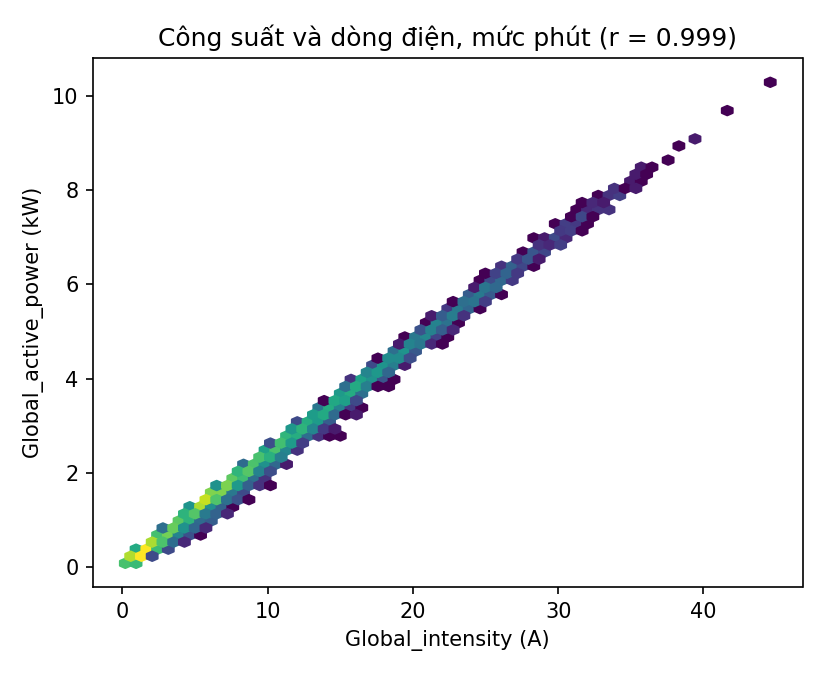 Công suất và dòng điện, mức phút (r = 0.999)
Global_active_power (kW)
10
8
6
4
2
0
0 10 20 30 40
Global_intensity (A)